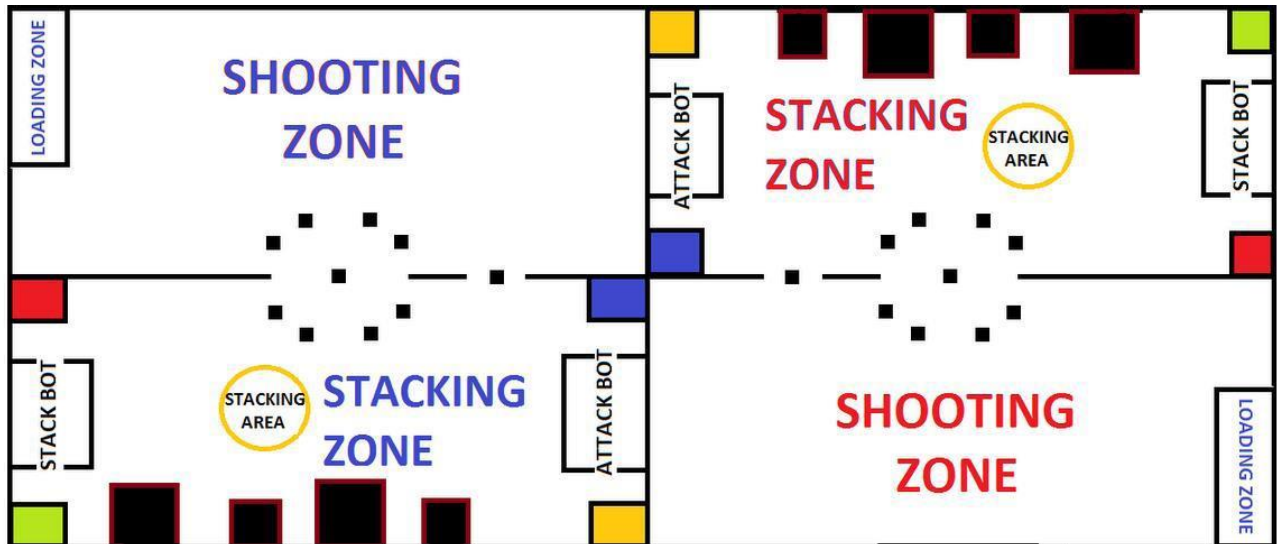 LOADING ZONE
SHOOTING
ZONE
ATTACK BOT
STACKING
ZONE
STACKING
AREA
STACK BOT
STACK BOT
STACKING
AREA
STACKING
ZONE
ATTACK BOT
SHOOTING
ZONE
LOADING ZONE